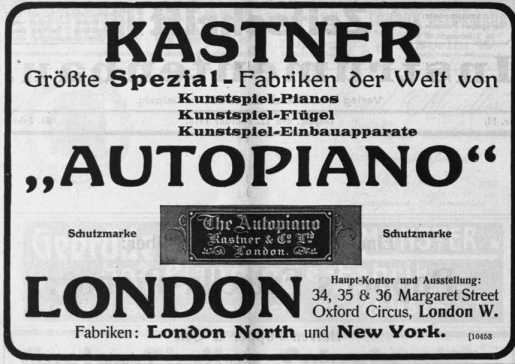 KASTNER
Größte Spezial-Fabriken der Welt von
Kunstspiel-Pianos
Kunstspiel-Flügel
Kunstspiel-Einbauapparate
„AUTOPIANO“
Schutzmarke
The Autopiano
Kastner & Co Ld
London.
Schutzmarke
LONDON
Haupt-Kontor und Ausstellung:
34, 35 & 36 Margaret Street
Oxford Circus, London W.
Fabriken: London North und New York.
[10453